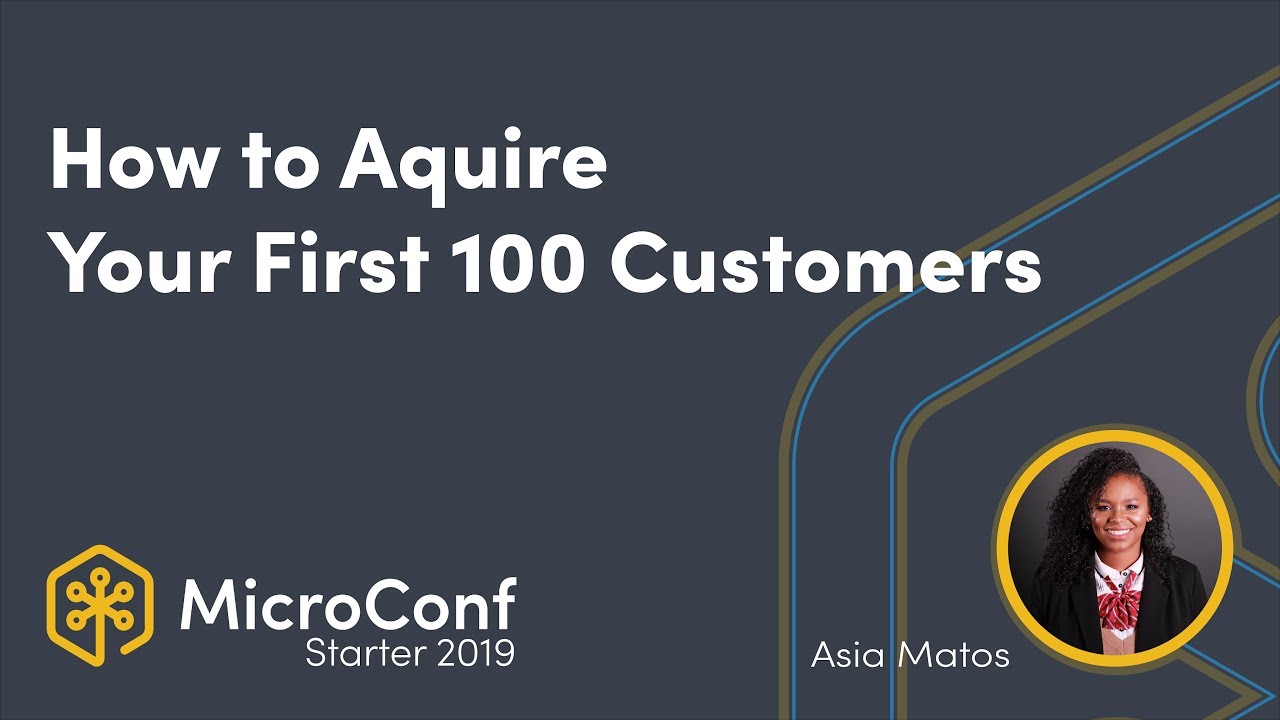 How to Aquire
Your First 100 Customers
MicroConf
Starter 2019
Asia Matos